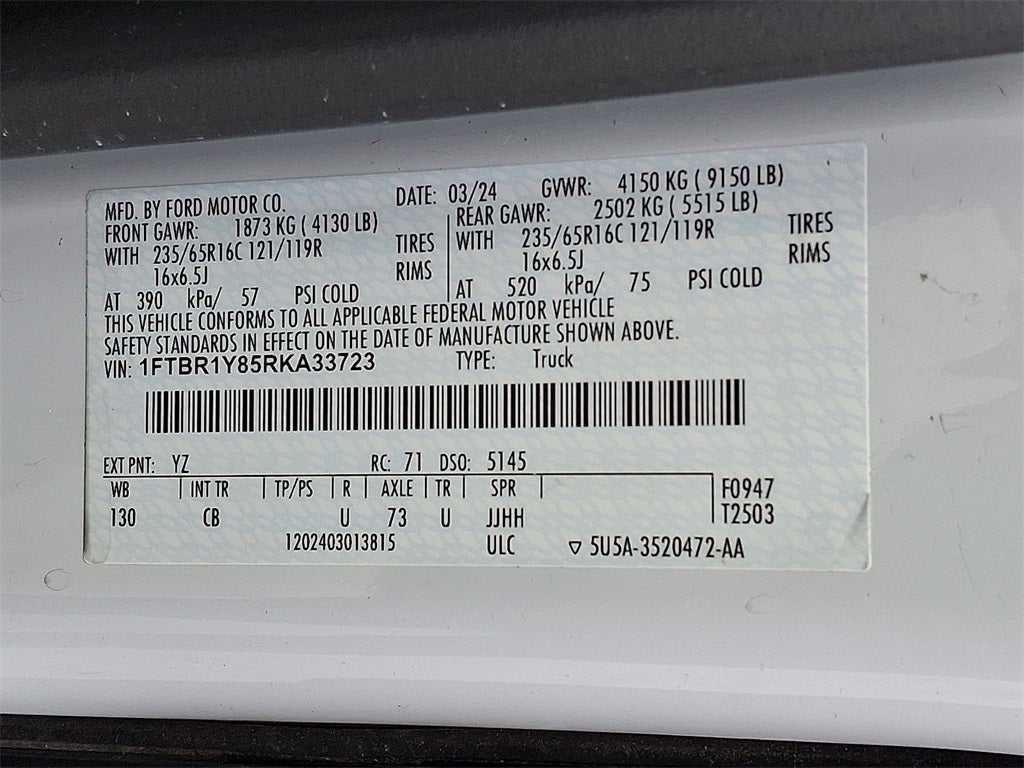 MFD. BY FORD MOTOR CO. DATE: 03/24 GVWR: 4150 KG ( 9150 LB)
FRONT GAWR: 1873 KG ( 4130 LB) REAR GAWR: 2502 KG ( 5515 LB)
WITH 235/65R16C 121/119R TIRES WITH 235/65R16C 121/119R TIRES
16x6.5J RIMS 16x6.5J RIMS
AT 390 kPa/ 57 PSI COLD AT 520 kPa/ 75 PSI COLD
THIS VEHICLE CONFORMS TO ALL APPLICABLE FEDERAL MOTOR VEHICLE
SAFETY STANDARDS IN EFFECT ON THE DATE OF MANUFACTURE SHOWN ABOVE.
VIN: 1FTBR1Y85RKA33723 TYPE: Truck
EXT PNT: YZ RC: 71 DSO: 5145
WB INT TR TP/PS R AXLE TR SPR F0947
130 CB U 73 U JJHH T2503
1202403013815 ULC ▽ 5U5A-3520472-AA